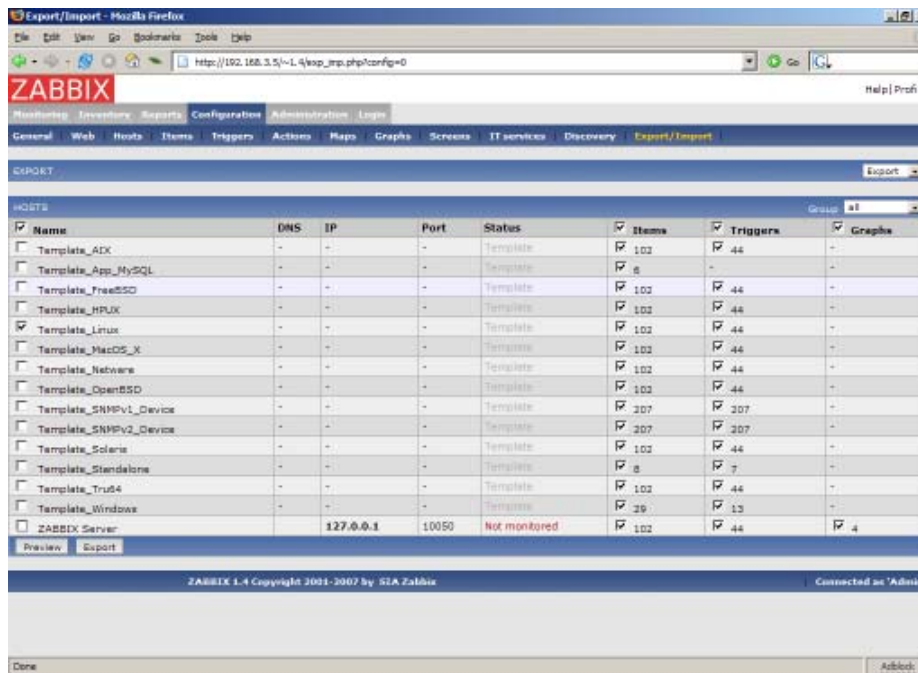 Export/Import - Mozilla Firefox
File Edit View Go Bookmarks Tools Help
http://192.168.3.5/~1.4/exp_imp.php?config=0 Go
ZABBIX Help | Profi
Monitoring Inventory Reports Configuration Administration Login
General Web Hosts Items Triggers Actions Maps Graphs Screens IT services Discovery Export/Import
EXPORT Export
HOSTS Group all
Name DNS IP Port Status Items Triggers Graphs
Template_AIX - - - Template 102 44 -
Template_App_MySQL - - - Template 6 - -
Template_FreeBSD - - - Template 102 44 -
Template_HPUX - - - Template 102 44 -
Template_Linux - - - Template 102 44 -
Template_MacOS_X - - - Template 102 44 -
Template_Netware - - - Template 102 44 -
Template_OpenBSD - - - Template 102 44 -
Template_SNMPv1_Device - - - Template 207 207 -
Template_SNMPv2_Device - - - Template 207 207 -
Template_Solaris - - - Template 102 44 -
Template_Standalone - - - Template 8 7 -
Template_Tru64 - - - Template 102 44 -
Template_Windows - - - Template 29 13 -
ZABBIX Server 127.0.0.1 10050 Not monitored 102 44 4
Preview Export
ZABBIX 1.4 Copyright 2001-2007 by SIA Zabbix Connected as 'Admi
Done Adblock